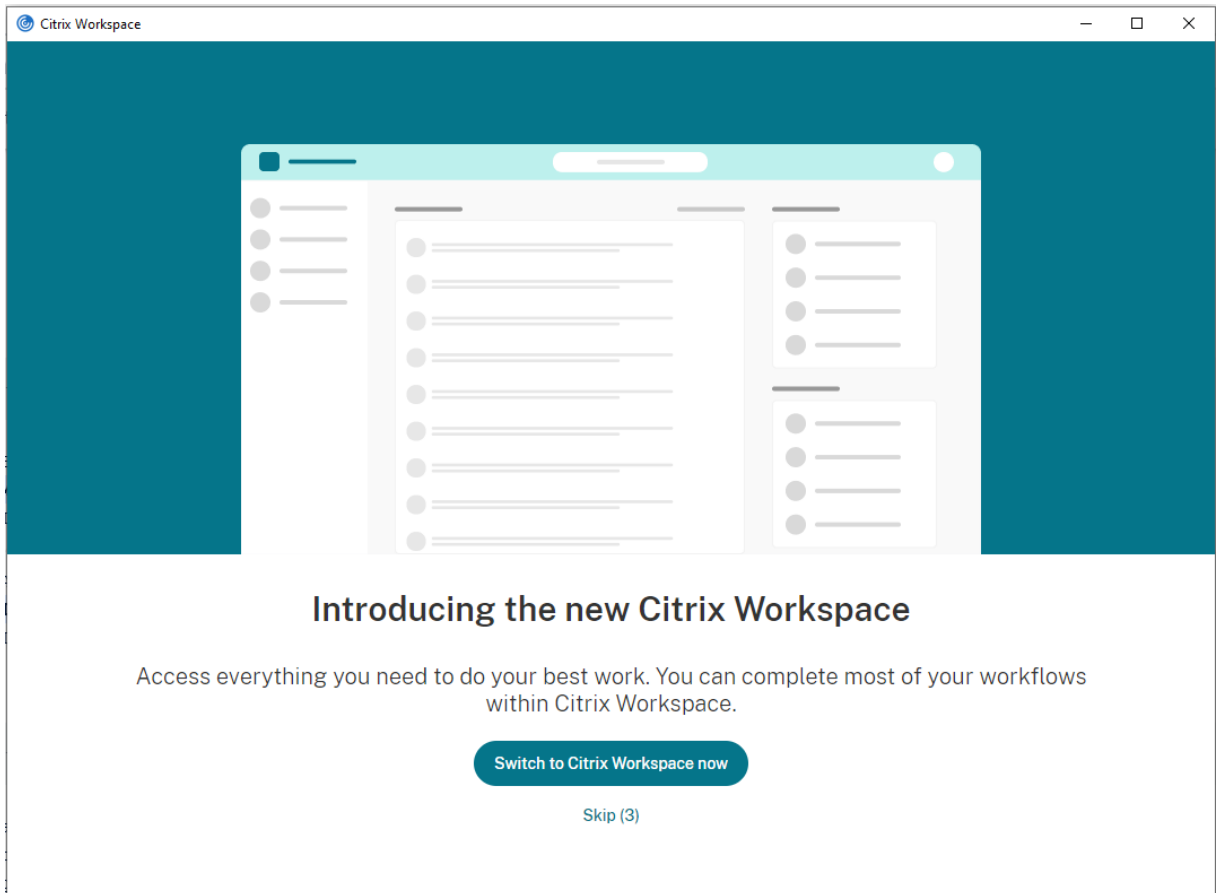 Citrix Workspace
Introducing the new Citrix Workspace
Access everything you need to do your best work. You can complete most of your workflows
within Citrix Workspace.
Switch to Citrix Workspace now
Skip (3)